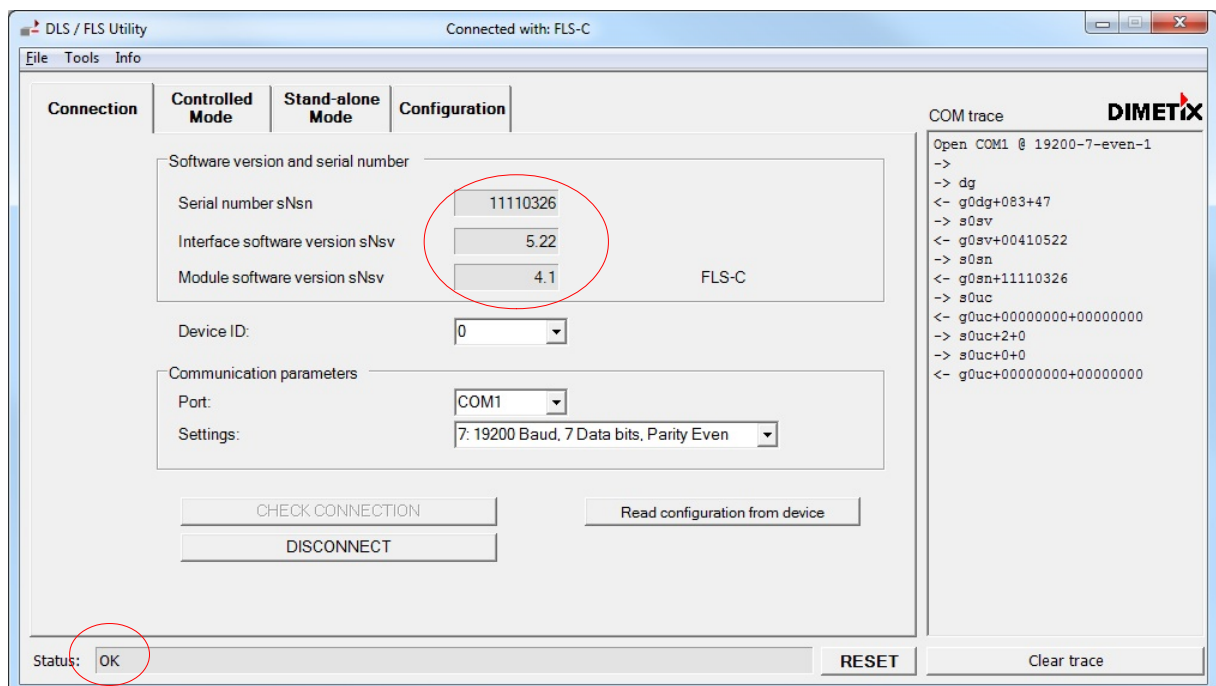 DLS / FLS Utility Connected with: FLS-C
File Tools Info
Connection
Controlled Mode
Stand-alone Mode
Configuration
Software version and serial number
Serial number sNsn 11110326
Interface software version sNsv 5.22
Module software version sNsv 4.1 FLS-C
Device ID: 0
Communication parameters
Port: COM1
Settings: 7: 19200 Baud, 7 Data bits, Parity Even
CHECK CONNECTION
Read configuration from device
DISCONNECT
Status: OK
RESET
COM trace
DIMETIX
Open COM1 @ 19200-7-even-1
->
-> dg
<- g0dg+083+47
-> s0sv
<- g0sv+00410522
-> s0sn
<- g0sn+11110326
-> s0uc
<- g0uc+00000000+00000000
-> s0uc+2+0
-> s0uc+0+0
<- g0uc+00000000+00000000
Clear trace